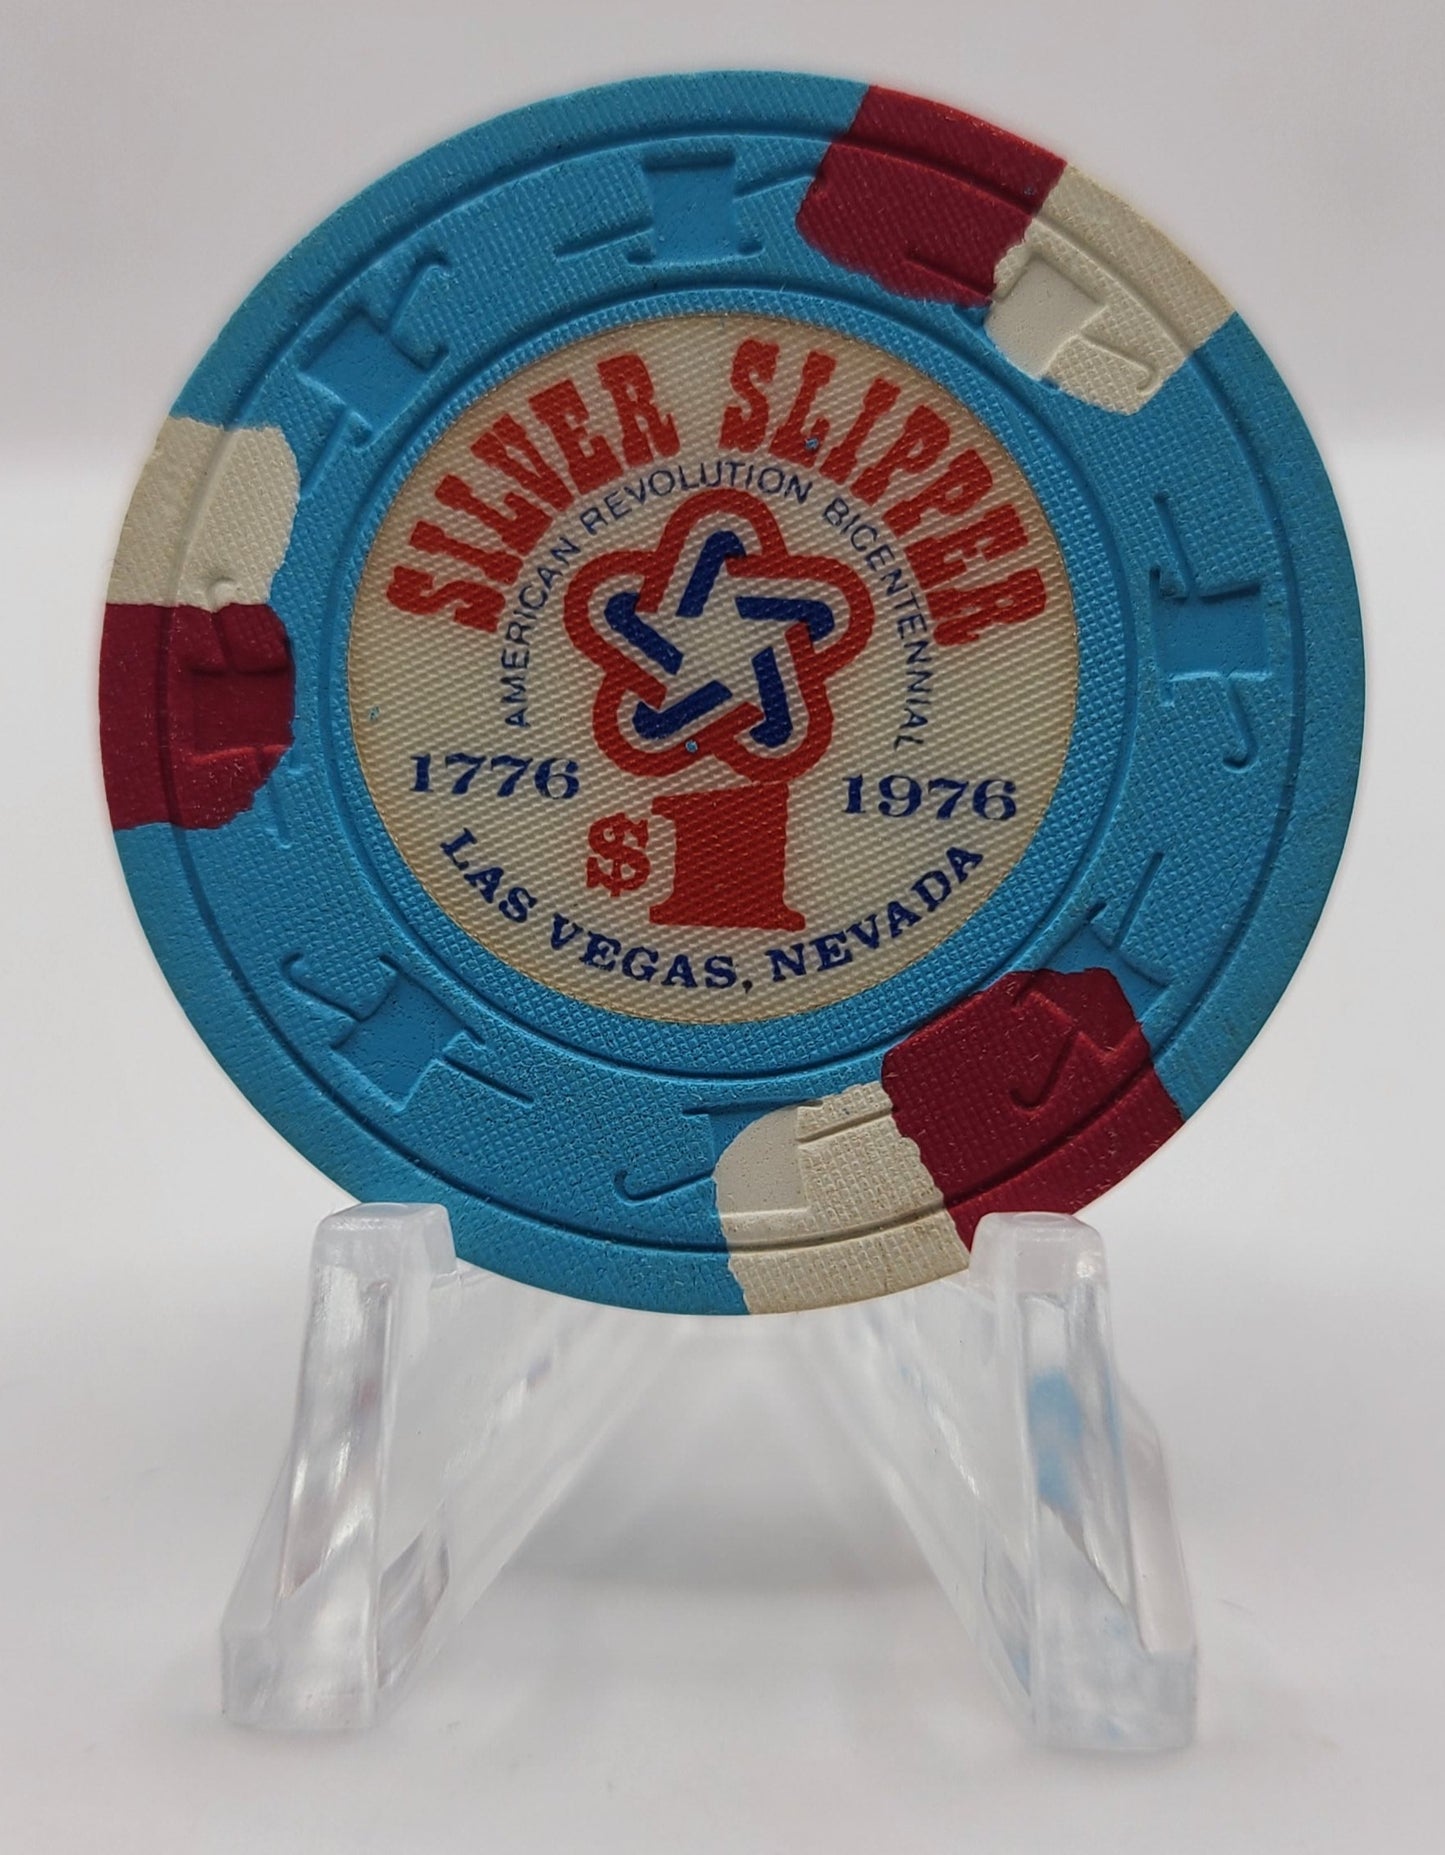 SILVER SLIPPER
AMERICAN REVOLUTION BICENTENNIAL
1776 1976
$1
LAS VEGAS, NEVADA